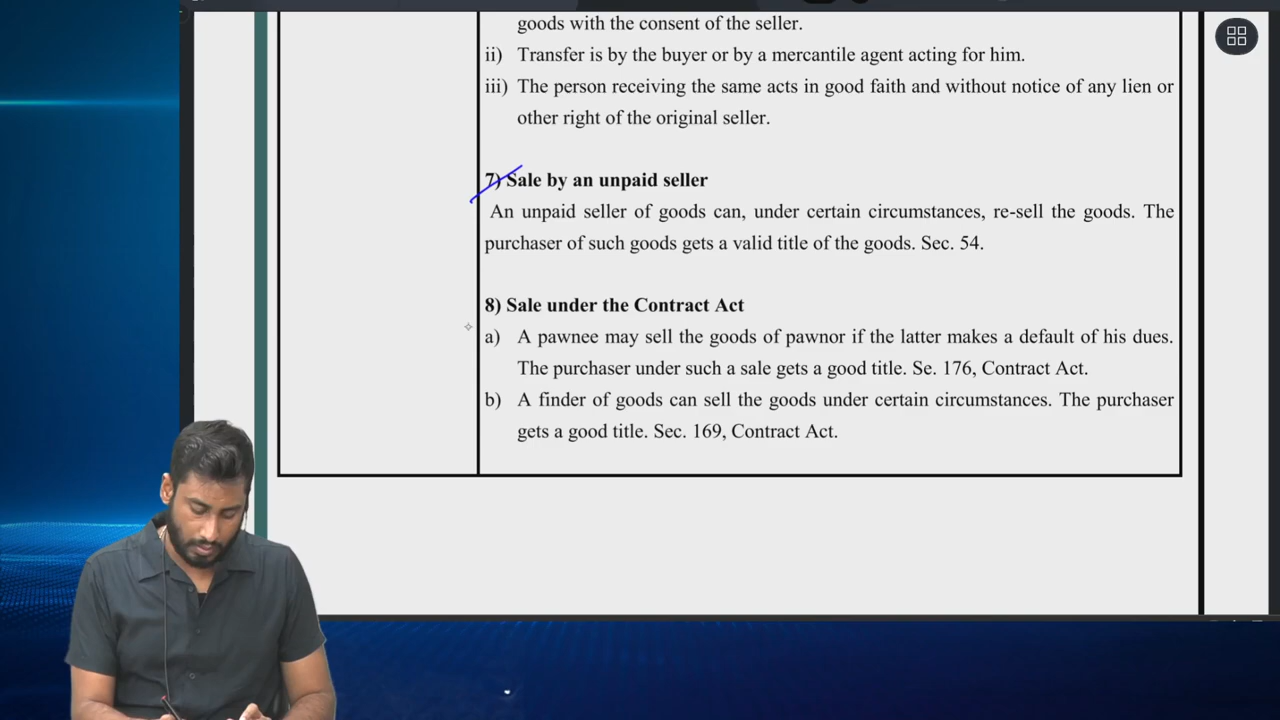 goods with the consent of the seller.
ii) Transfer is by the buyer or by a mercantile agent acting for him.
iii) The person receiving the same acts in good faith and without notice of any lien or
other right of the original seller.
7) Sale by an unpaid seller
An unpaid seller of goods can, under certain circumstances, re-sell the goods. The
purchaser of such goods gets a valid title of the goods. Sec. 54.
8) Sale under the Contract Act
a) A pawnee may sell the goods of pawnor if the latter makes a default of his dues.
The purchaser under such a sale gets a good title. Se. 176, Contract Act.
b) A finder of goods can sell the goods under certain circumstances. The purchaser
gets a good title. Sec. 169, Contract Act.